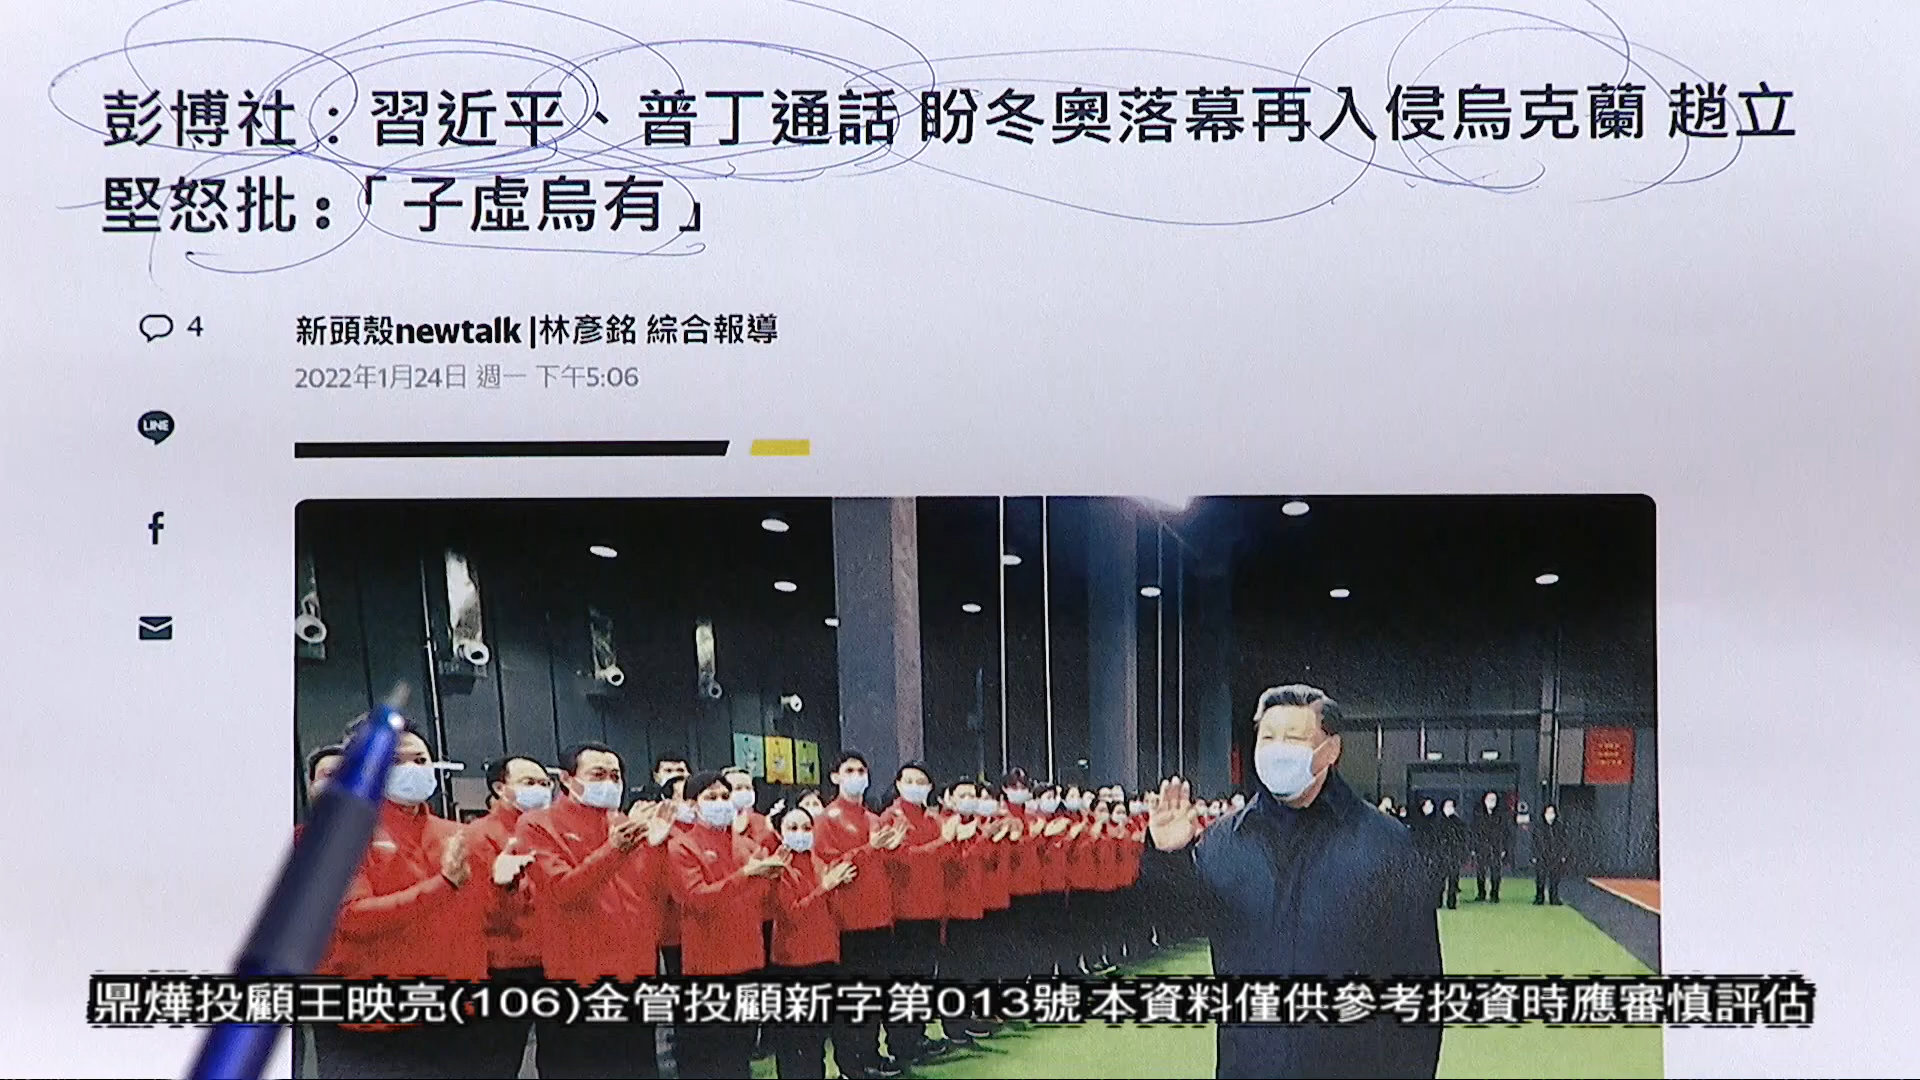 彭博社：習近平、普丁通話 盼冬奧落幕再入侵烏克蘭 趙立
堅怒批：「子虛烏有」
4
新頭殼newtalk |林彥銘 綜合報導
2022年1月24日 週一 下午5:06
LINE
鼎燁投顧王映亮(106)金管投顧新字第013號 本資料僅供參考投資時應審慎評估